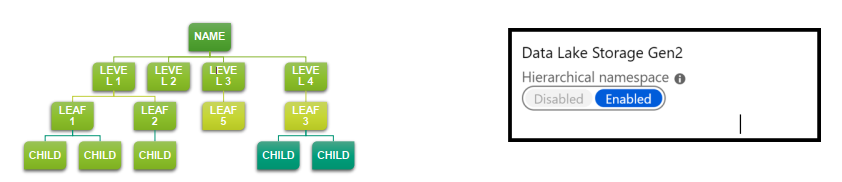 NAME
LEVE
L 1
LEVE
L 2
LEVE
L 3
LEVE
L 4
LEAF
1
LEAF
2
LEAF
5
LEAF
3
CHILD
CHILD
CHILD
CHILD
CHILD
Data Lake Storage Gen2
Hierarchical namespace
Disabled
Enabled